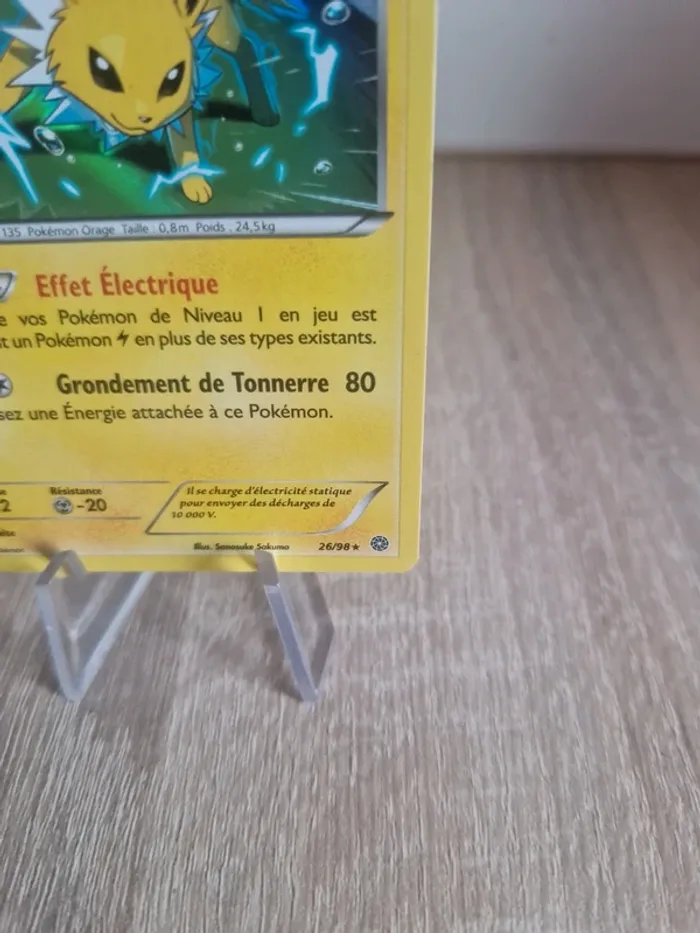 135 Pokémon Orage Taille : 0,8m Poids : 24,5kg
Effet Électrique
vos Pokémon de Niveau 1 en jeu est
un Pokémon en plus de ses types existants.
Grondement de Tonnerre 80
sez une Énergie attachée à ce Pokémon.
Résistance
2 -20
Il se charge d'électricité statique
pour envoyer des décharges de
10 000 V.
Illus. Sanosuke Sakuma 26/98★